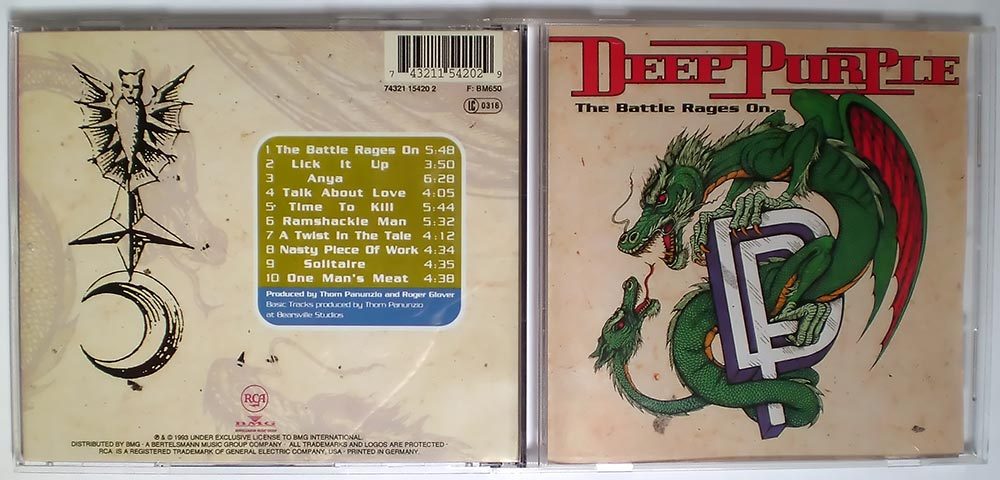 7 43211 54202 9
74321 15420 2 F: BM650
LC 0316
1 The Battle Rages On 5:48
2 Lick It Up 3:50
3 Anya 6:28
4 Talk About Love 4:05
5 Time To Kill 5:44
6 Ramshackle Man 5:32
7 A Twist In The Tale 4:12
8 Nasty Piece Of Work 4:34
9 Solitaire 4:35
10 One Man's Meat 4:38
Produced by Thom Panunzio and Roger Glover
Basic Tracks produced by Thom Panunzio
at Bearsville Studios
RCA
BMG
℗ & © 1993 UNDER EXCLUSIVE LICENSE TO BMG INTERNATIONAL.
DISTRIBUTED BY BMG · A BERTELSMANN MUSIC GROUP COMPANY · ALL TRADEMARKS AND LOGOS ARE PROTECTED ·
RCA IS A REGISTERED TRADEMARK OF GENERAL ELECTRIC COMPANY, USA · PRINTED IN GERMANY.
DEEP PURPLE
The Battle Rages On...
DP